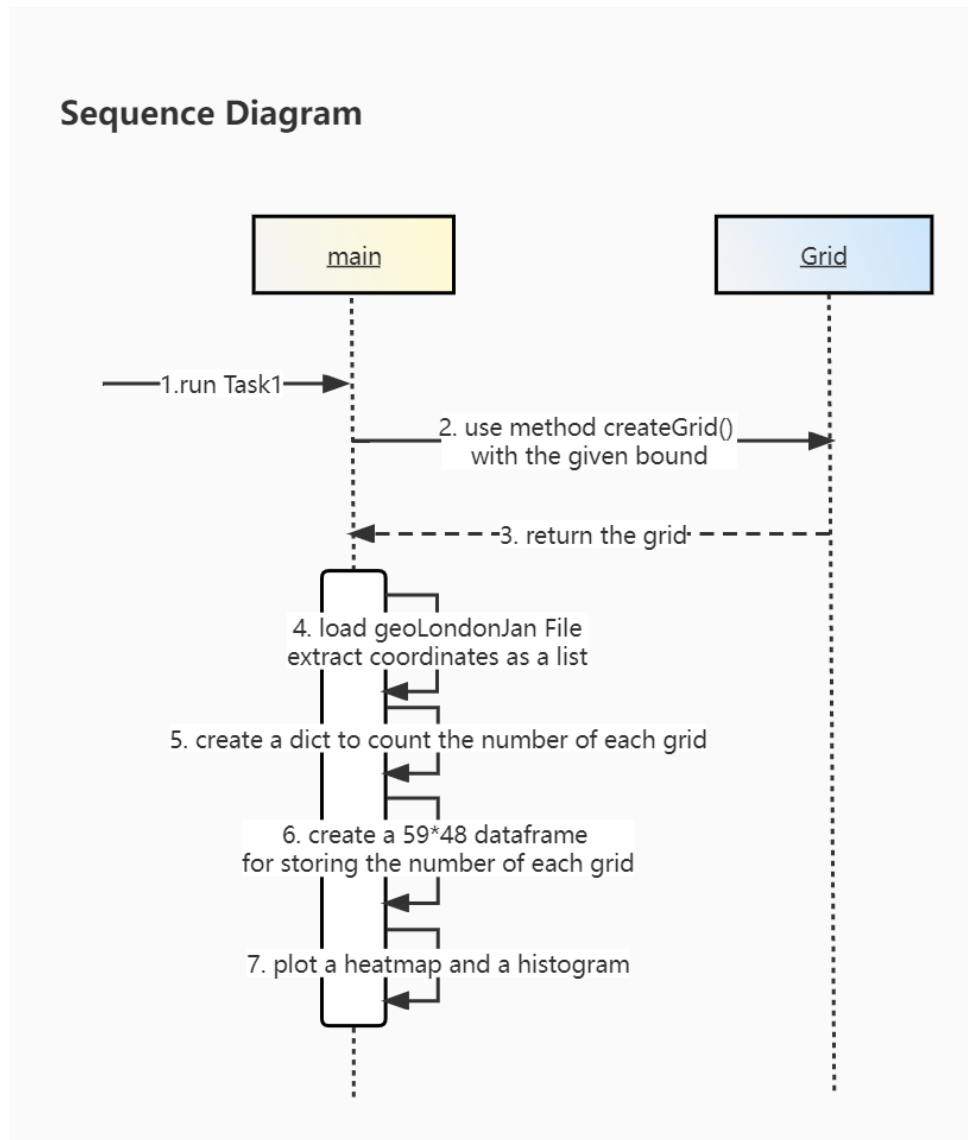 Sequence Diagram
main
Grid
1.run Task1
2. use method createGrid()
with the given bound
3. return the grid
4. load geoLondonJan File
extract coordinates as a list
5. create a dict to count the number of each grid
6. create a 59*48 dataframe
for storing the number of each grid
7. plot a heatmap and a histogram